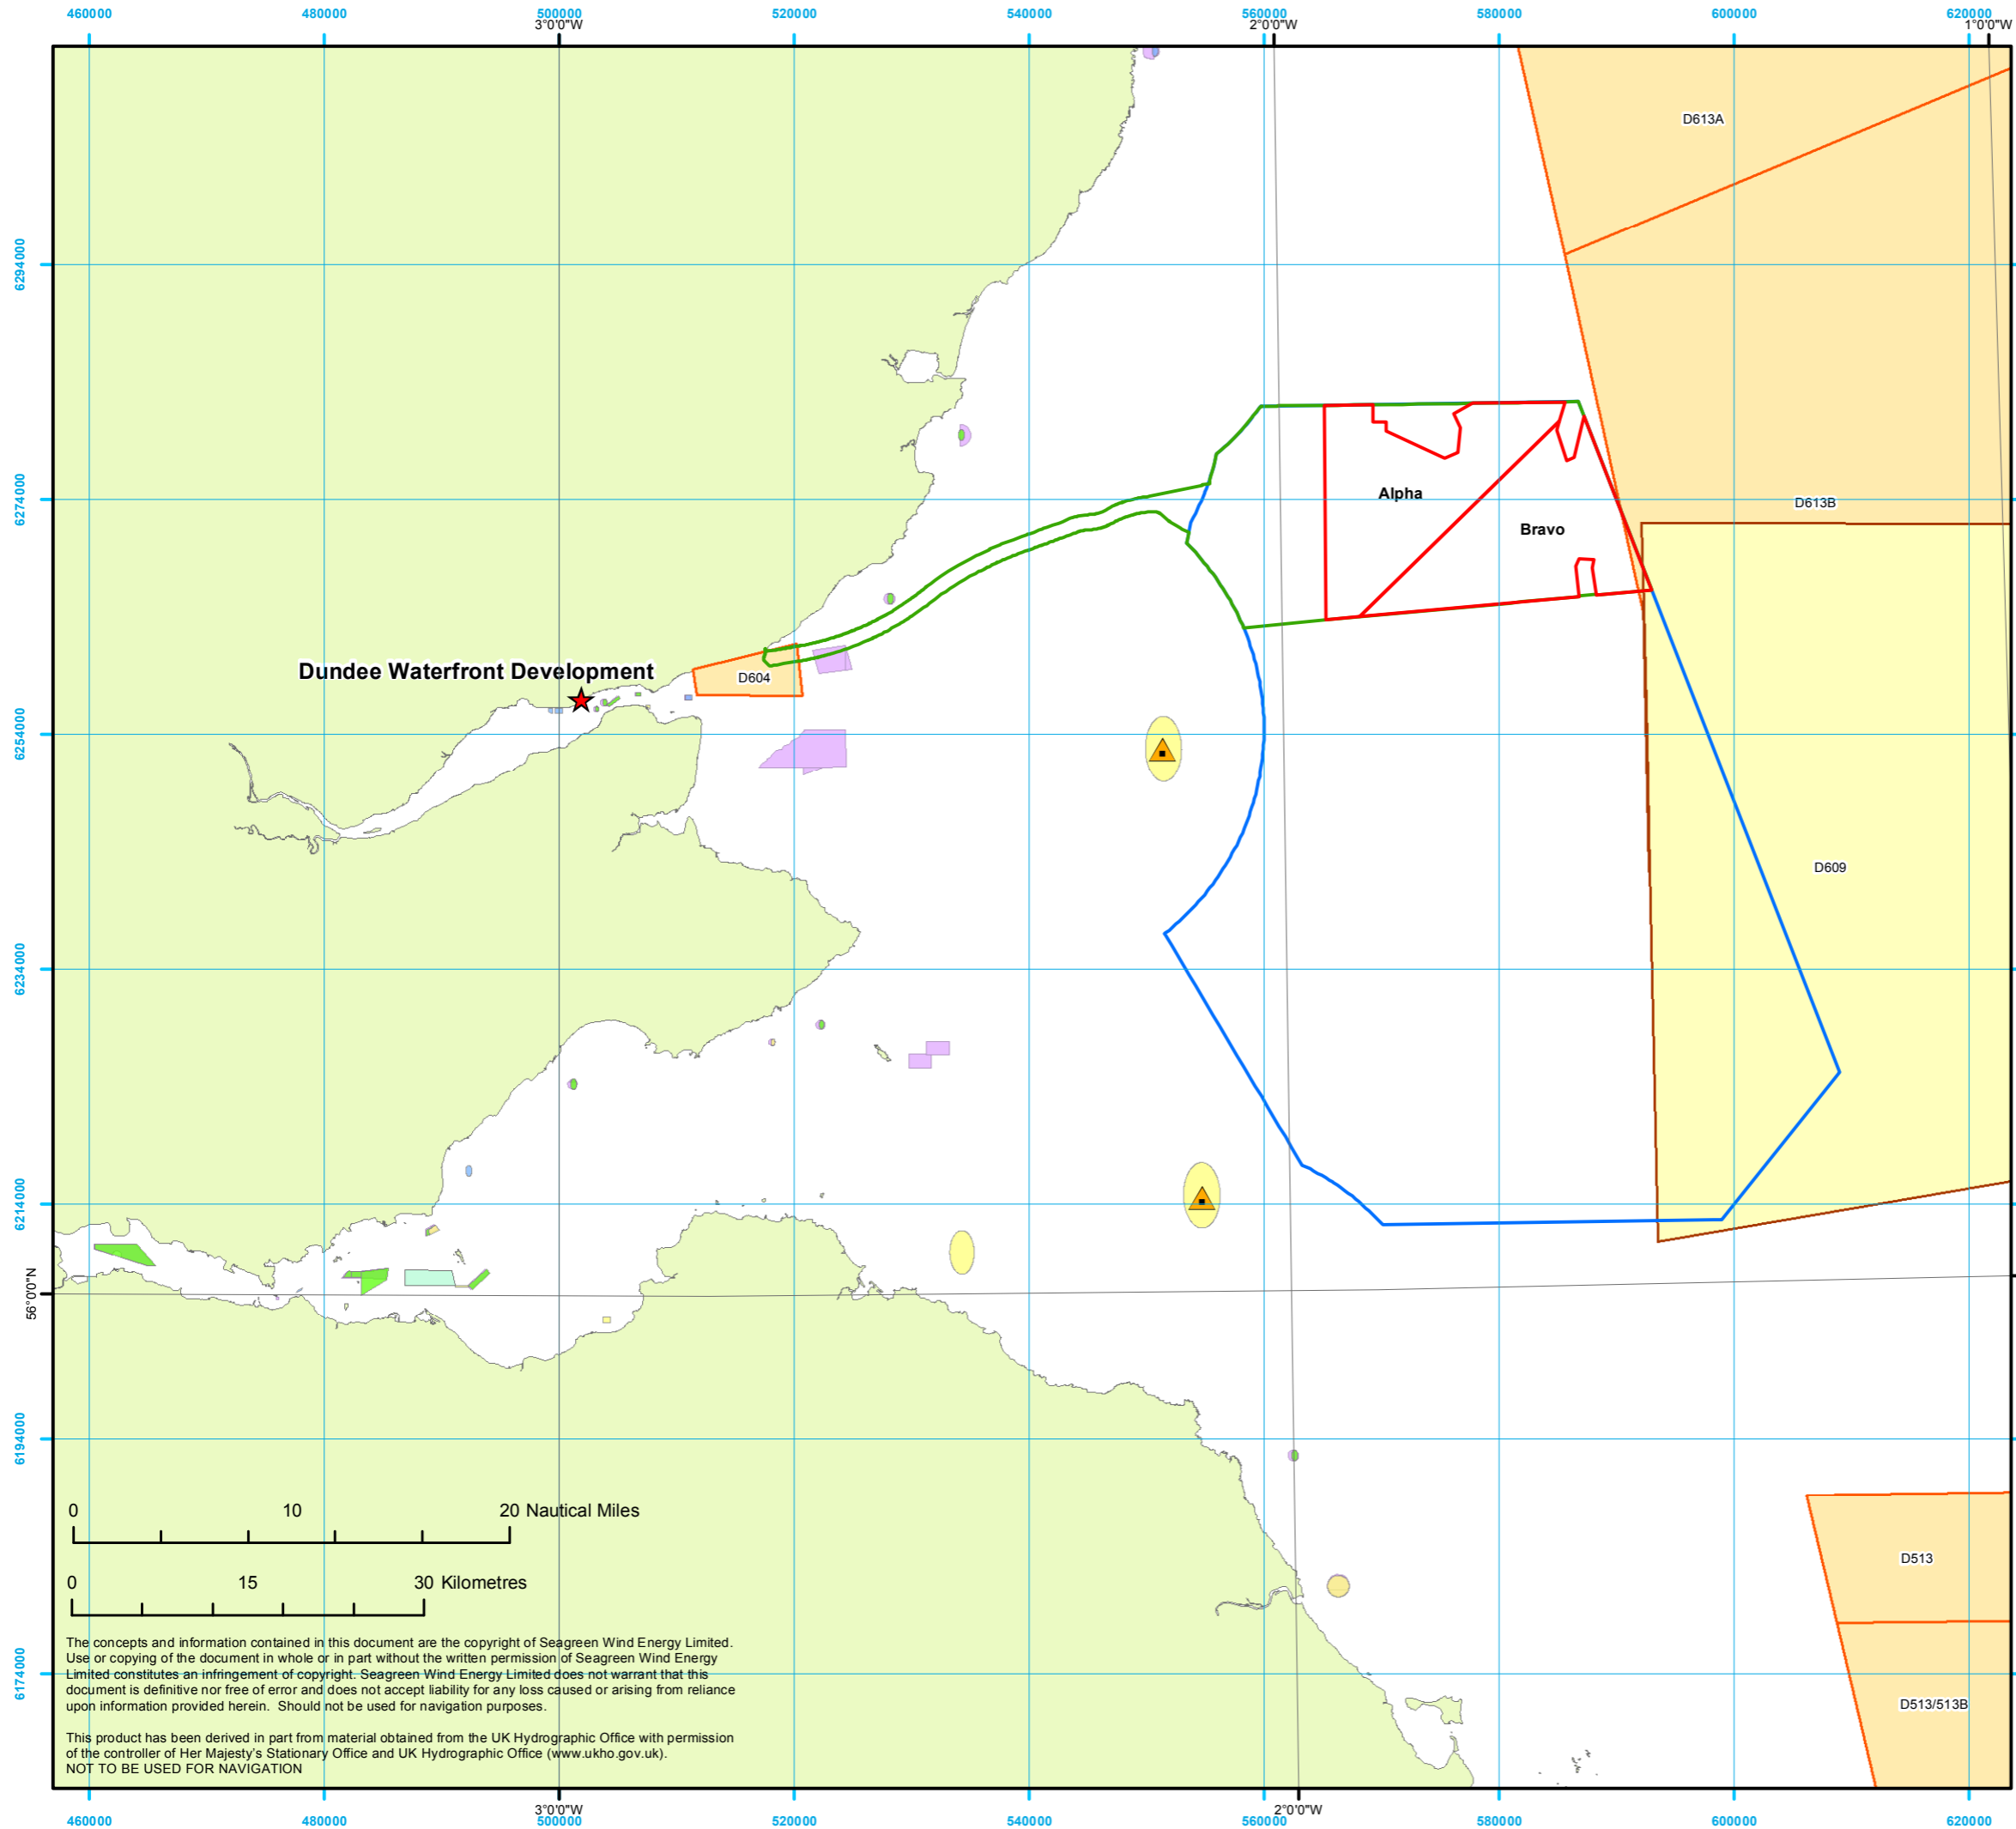 460000 480000 500000 520000 540000 560000 580000 600000 620000
3°0'0"W 2°0'0"W 1°0'0"W
D613A
6294000
6274000
Alpha
D613B
Bravo
Dundee Waterfront Development
D604
6254000
D609
6234000
6214000
56°0'0"N
6194000
0 10 20 Nautical Miles
D513
0 15 30 Kilometres
The concepts and information contained in this document are the copyright of Seagreen Wind Energy Limited.
Use or copying of the document in whole or in part without the written permission of Seagreen Wind Energy
Limited constitutes an infringement of copyright. Seagreen Wind Energy Limited does not warrant that this
document is definitive nor free of error and does not accept liability for any loss caused or arising from reliance
upon information provided herein. Should not be used for navigation purposes.
6174000
D513/513B
This product has been derived in part from material obtained from the UK Hydrographic Office with permission
of the controller of Her Majesty's Stationary Office and UK Hydrographic Office (www.ukho.gov.uk).
NOT TO BE USED FOR NAVIGATION
3°0'0"W 2°0'0"W
460000 480000 500000 520000 540000 560000 580000 600000 620000